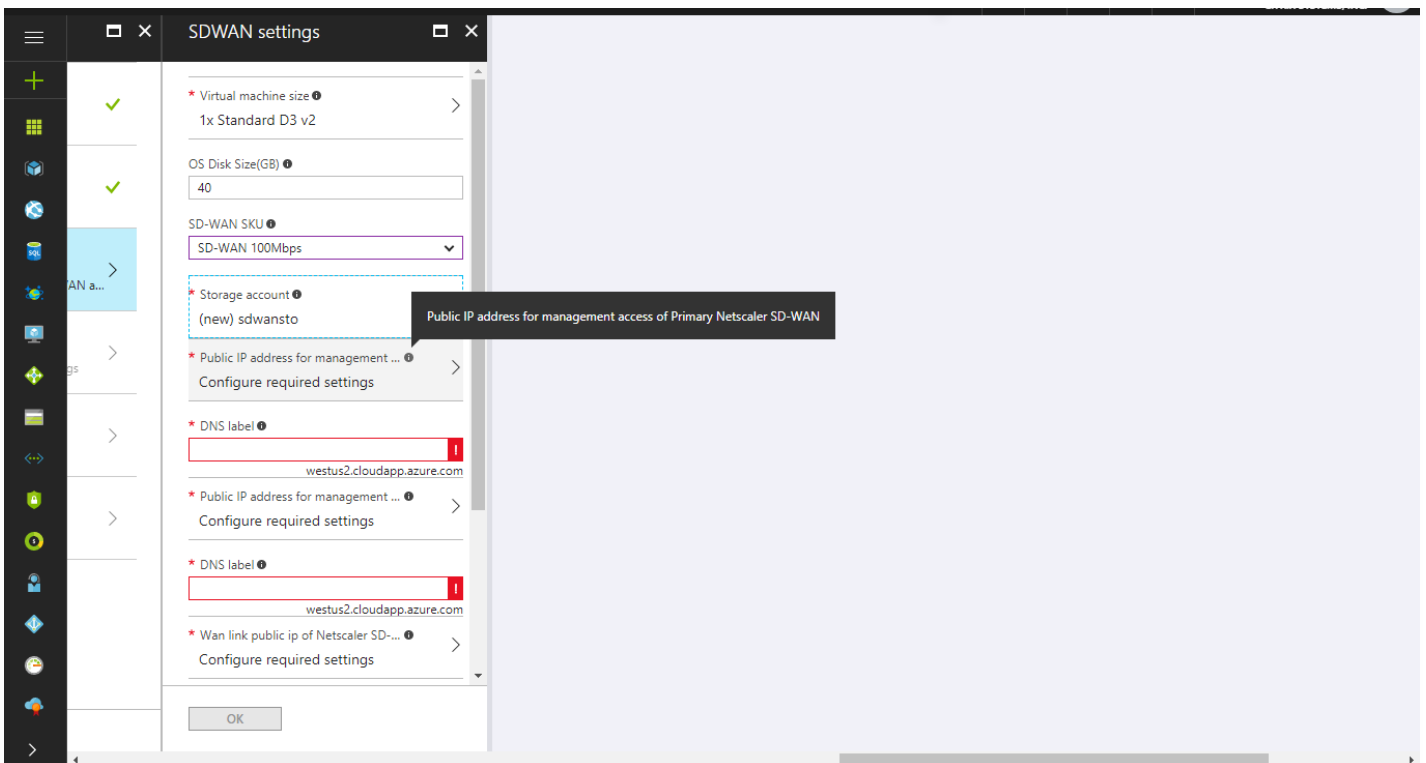 SDWAN settings
* Virtual machine size
1x Standard D3 v2
OS Disk Size(GB)
40
SD-WAN SKU
SD-WAN 100Mbps
AN a...
* Storage account
(new) sdwansto
Public IP address for management access of Primary Netscaler SD-WAN
* Public IP address for management ...
gs
Configure required settings
* DNS label
!
westus2.cloudapp.azure.com
* Public IP address for management ...
Configure required settings
* DNS label
!
westus2.cloudapp.azure.com
* Wan link public ip of Netscaler SD-...
Configure required settings
OK
SQL